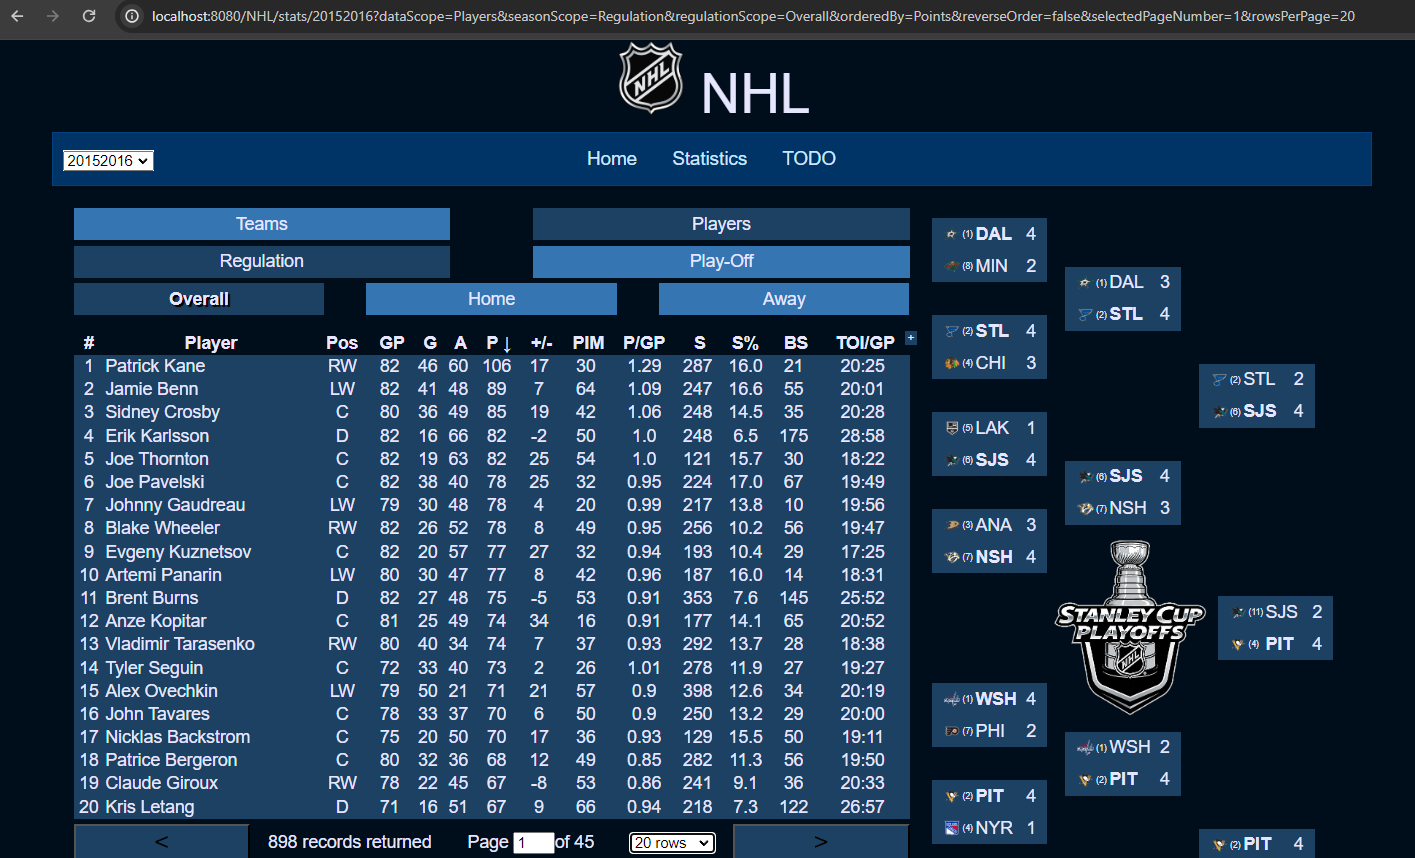 localhost:8080/NHL/stats/20152016?dataScope=Players&seasonScope=Regulation&regulationScope=Overall&orderedBy=Points&reverseOrder=false&selectedPageNumber=1&rowsPerPage=20
NHL NHL
20152016 Home Statistics TODO
Teams Players
Regulation Play-Off
Overall Home Away
# Player Pos GP G A P ↓ +/- PIM P/GP S S% BS TOI/GP +
1 Patrick Kane RW 82 46 60 106 17 30 1.29 287 16.0 21 20:25
2 Jamie Benn LW 82 41 48 89 7 64 1.09 247 16.6 55 20:01
3 Sidney Crosby C 80 36 49 85 19 42 1.06 248 14.5 35 20:28
4 Erik Karlsson D 82 16 66 82 -2 50 1.0 248 6.5 175 28:58
5 Joe Thornton C 82 19 63 82 25 54 1.0 121 15.7 30 18:22
6 Joe Pavelski C 82 38 40 78 25 32 0.95 224 17.0 67 19:49
7 Johnny Gaudreau LW 79 30 48 78 4 20 0.99 217 13.8 10 19:56
8 Blake Wheeler RW 82 26 52 78 8 49 0.95 256 10.2 56 19:47
9 Evgeny Kuznetsov C 82 20 57 77 27 32 0.94 193 10.4 29 17:25
10 Artemi Panarin LW 80 30 47 77 8 42 0.96 187 16.0 14 18:31
11 Brent Burns D 82 27 48 75 -5 53 0.91 353 7.6 145 25:52
12 Anze Kopitar C 81 25 49 74 34 16 0.91 177 14.1 65 20:52
13 Vladimir Tarasenko RW 80 40 34 74 7 37 0.93 292 13.7 28 18:38
14 Tyler Seguin C 72 33 40 73 2 26 1.01 278 11.9 27 19:27
15 Alex Ovechkin LW 79 50 21 71 21 57 0.9 398 12.6 34 20:19
16 John Tavares C 78 33 37 70 6 50 0.9 250 13.2 29 20:00
17 Nicklas Backstrom C 75 20 50 70 17 36 0.93 129 15.5 50 19:11
18 Patrice Bergeron C 80 32 36 68 12 49 0.85 282 11.3 56 19:50
19 Claude Giroux RW 78 22 45 67 -8 53 0.86 241 9.1 36 20:33
20 Kris Letang D 71 16 51 67 9 66 0.94 218 7.3 122 26:57
< 898 records returned Page 1 of 45 20 rows >
(1) DAL 4
(8) MIN 2
(1) DAL 3
(2) STL 4
(2) STL 4
(4) CHI 3
(2) STL 2
(6) SJS 4
(5) LAK 1
(6) SJS 4
(6) SJS 4
(7) NSH 3
(3) ANA 3
(7) NSH 4
STANLEY CUP
PLAYOFFS
NHL
(11) SJS 2
(4) PIT 4
(1) WSH 4
(7) PHI 2
(1) WSH 2
(2) PIT 4
(2) PIT 4
(4) NYR 1
(2) PIT 4